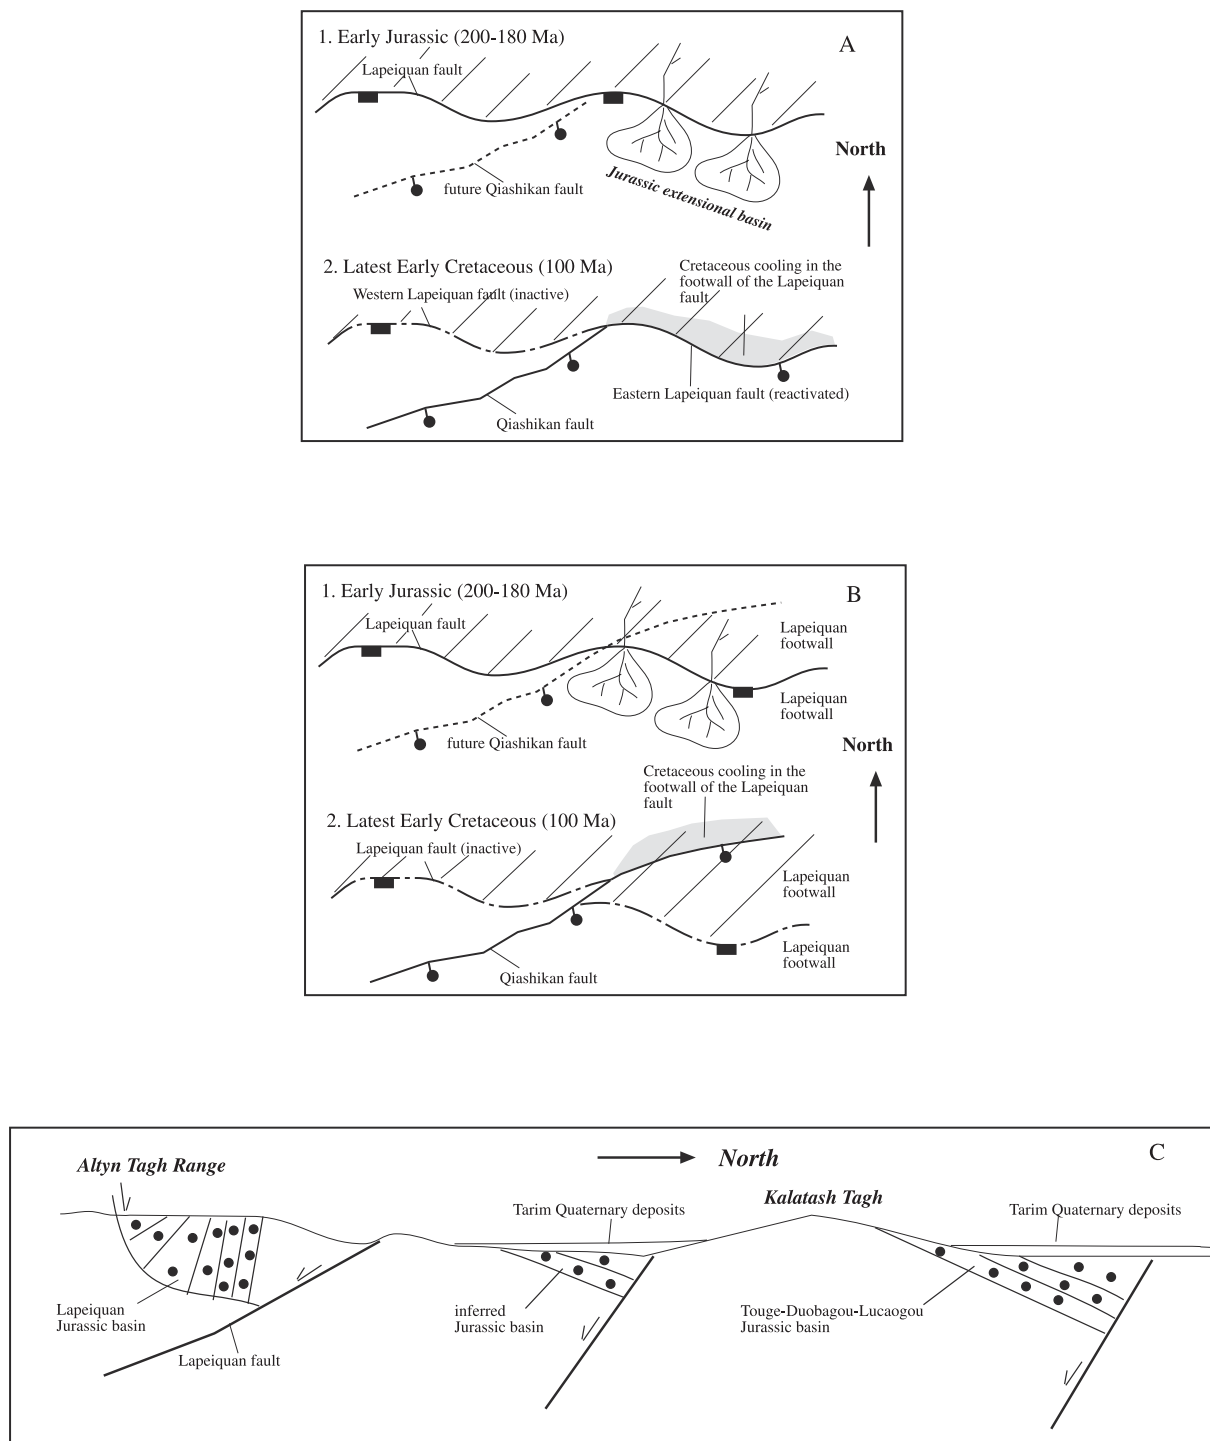 1. Early Jurassic (200-180 Ma)
A
Lapeiquan fault
North
future Qiashikan fault
Jurassic extensional basin
2. Latest Early Cretaceous (100 Ma)
Cretaceous cooling in the
footwall of the Lapeiquan
fault
Western Lapeiquan fault (inactive)
Eastern Lapeiquan fault (reactivated)
Qiashikan fault
1. Early Jurassic (200-180 Ma)
B
Lapeiquan fault
Lapeiquan
footwall
Lapeiquan
footwall
future Qiashikan fault
North
Cretaceous cooling in the
footwall of the Lapeiquan
fault
2. Latest Early Cretaceous (100 Ma)
Lapeiquan fault (inactive)
Lapeiquan
footwall
Lapeiquan
footwall
Qiashikan fault
C
Altyn Tagh Range
North
Kalatash Tagh
Tarim Quaternary deposits
Tarim Quaternary deposits
Lapeiquan
Jurassic basin
inferred
Jurassic basin
Touge-Duobagou-Lucaogou
Jurassic basin
Lapeiquan fault